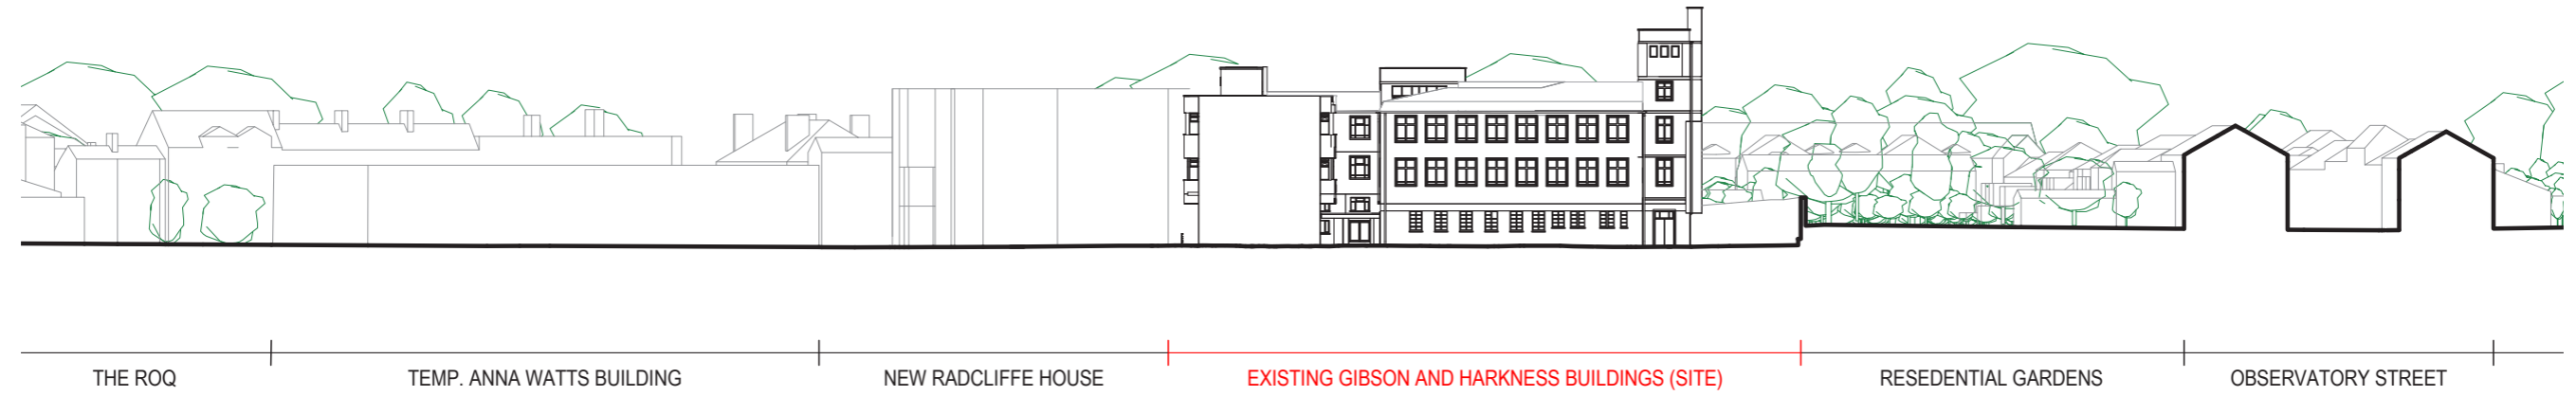 THE ROQ
TEMP. ANNA WATTS BUILDING
NEW RADCLIFFE HOUSE
EXISTING GIBSON AND HARKNESS BUILDINGS (SITE)
RESEDENTIAL GARDENS
OBSERVATORY STREET